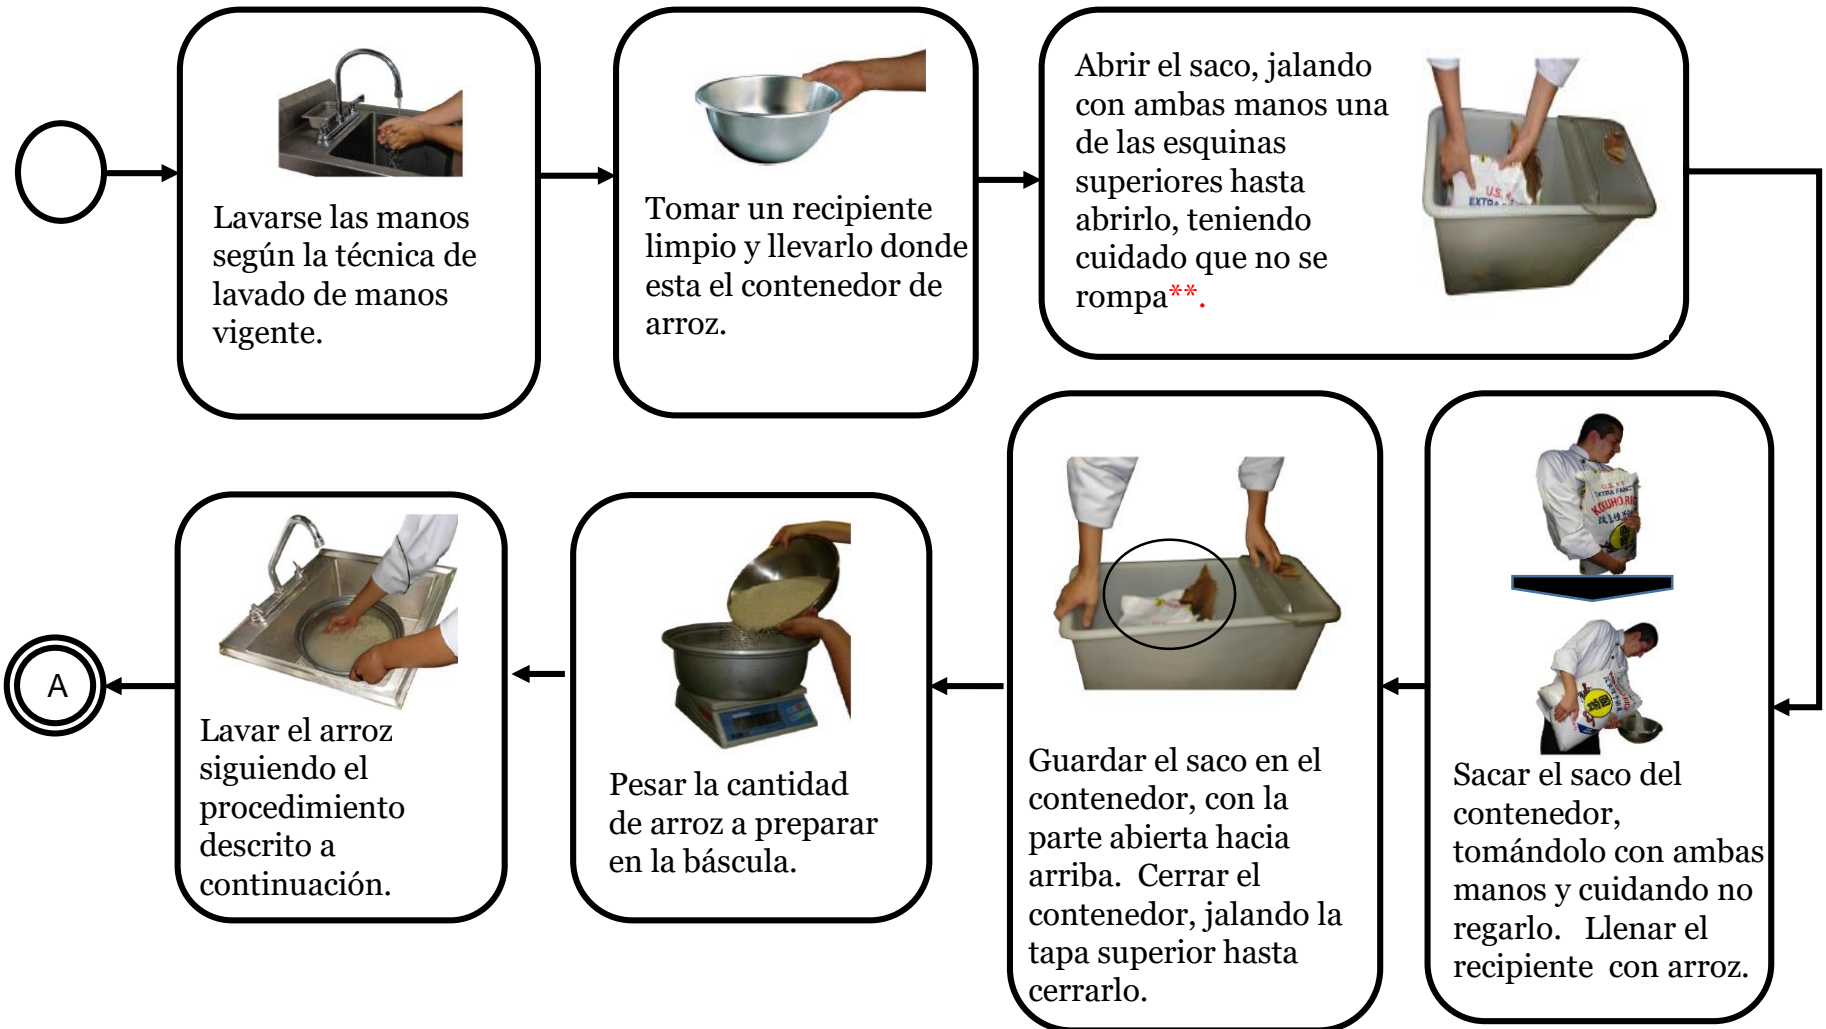 Lavarse las manos
según la técnica de
lavado de manos
vigente.
Tomar un recipiente
limpio y llevarlo donde
esta el contenedor de
arroz.
Abrir el saco, jalando
con ambas manos una
de las esquinas
superiores hasta
abrirlo, teniendo
cuidado que no se
rompa**.
U.S. #1
Sacar el saco del
contenedor,
tomándolo con ambas
manos y cuidando no
regarlo. Llenar el
recipiente con arroz.
Guardar el saco en el
contenedor, con la
parte abierta hacia
arriba. Cerrar el
contenedor, jalando la
tapa superior hasta
cerrarlo.
Pesar la cantidad
de arroz a preparar
en la báscula.
Lavar el arroz
siguiendo el
procedimiento
descrito a
continuación.
A